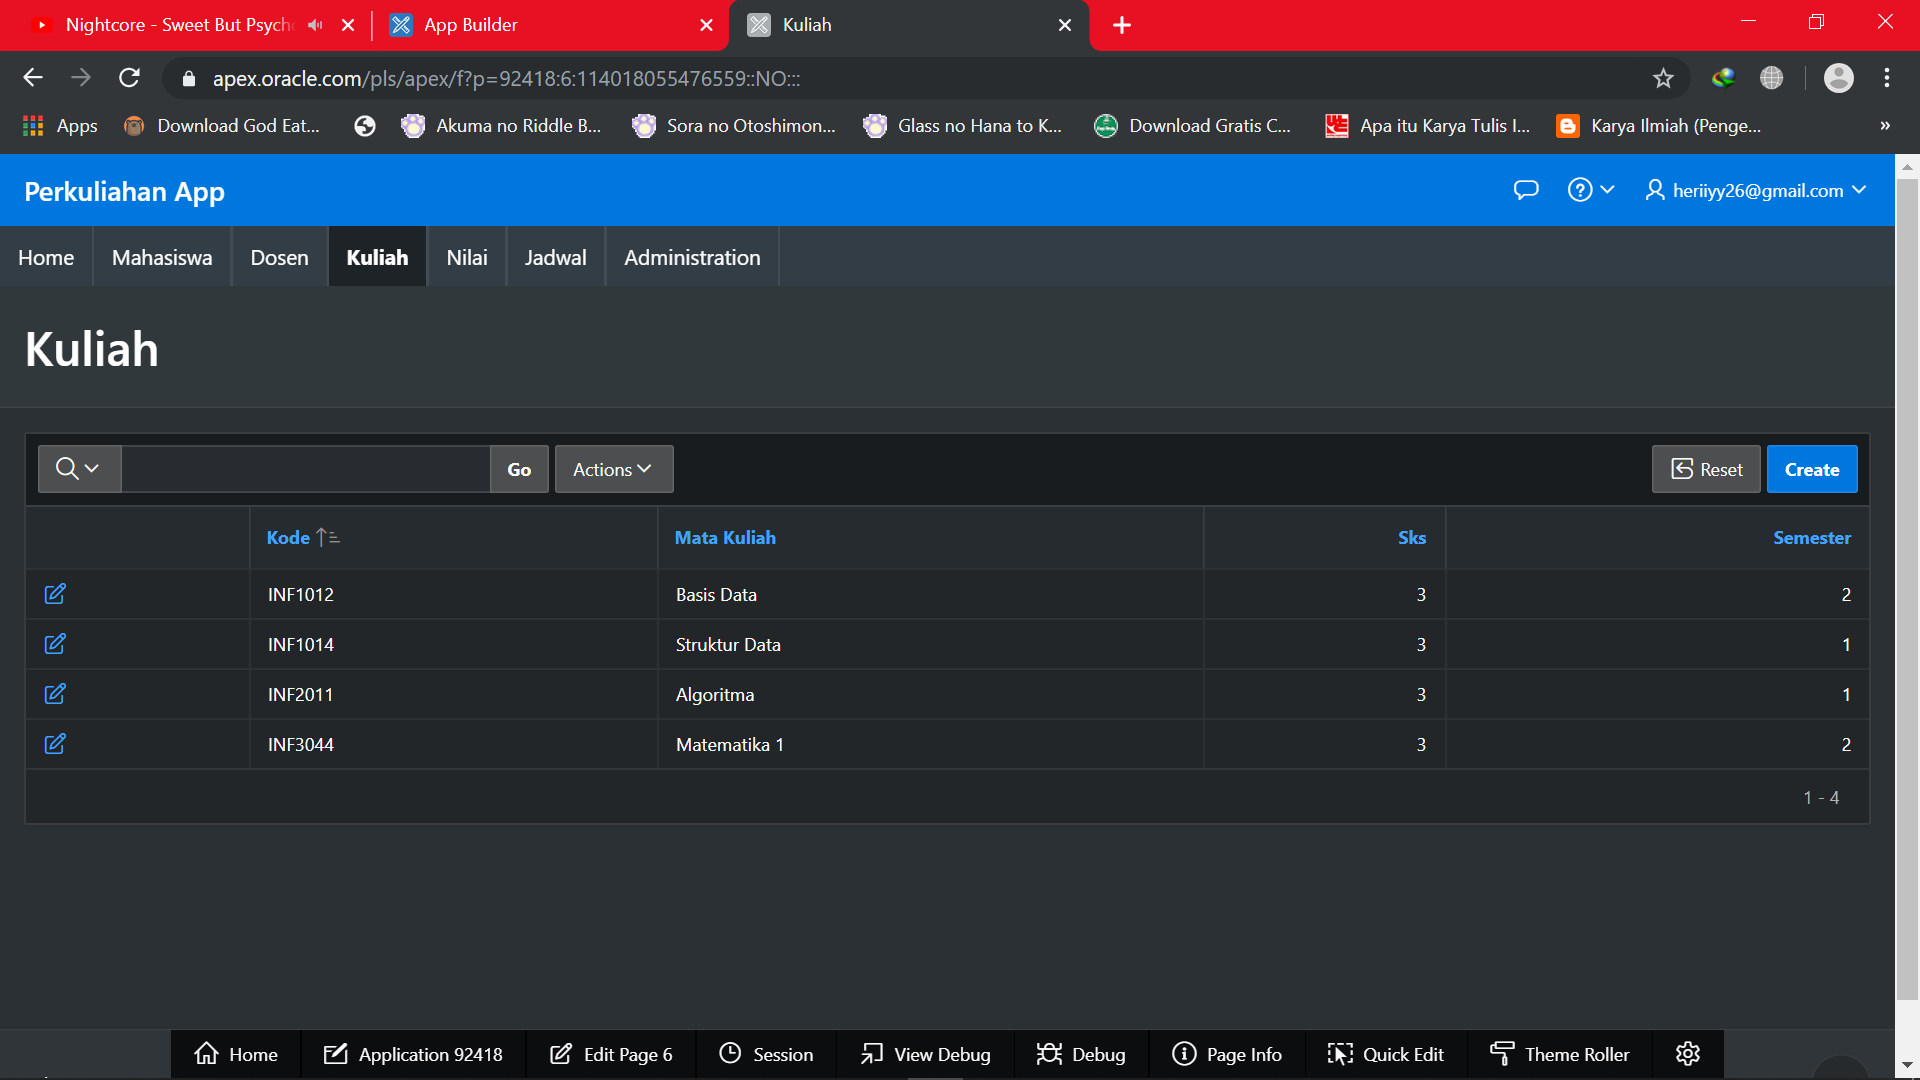 Nightcore - Sweet But Psych
App Builder
Kuliah
apex.oracle.com/pls/apex/f?p=92418:6:114018055476559::NO:::
Apps
Download God Eat...
Akuma no Riddle B...
Sora no Otoshimon...
Glass no Hana to K...
Download Gratis C...
Apa itu Karya Tulis I...
Karya Ilmiah (Penge...
»
Perkuliahan App
heriiyy26@gmail.com
Home
Mahasiswa
Dosen
Kuliah
Nilai
Jadwal
Administration
Kuliah
Go
Actions
Reset
Create
Kode
Mata Kuliah
Sks
Semester
INF1012 Basis Data 3 2
INF1014 Struktur Data 3 1
INF2011 Algoritma 3 1
INF3044 Matematika 1 3 2
1 - 4
Home
Application 92418
Edit Page 6
Session
View Debug
Debug
Page Info
Quick Edit
Theme Roller